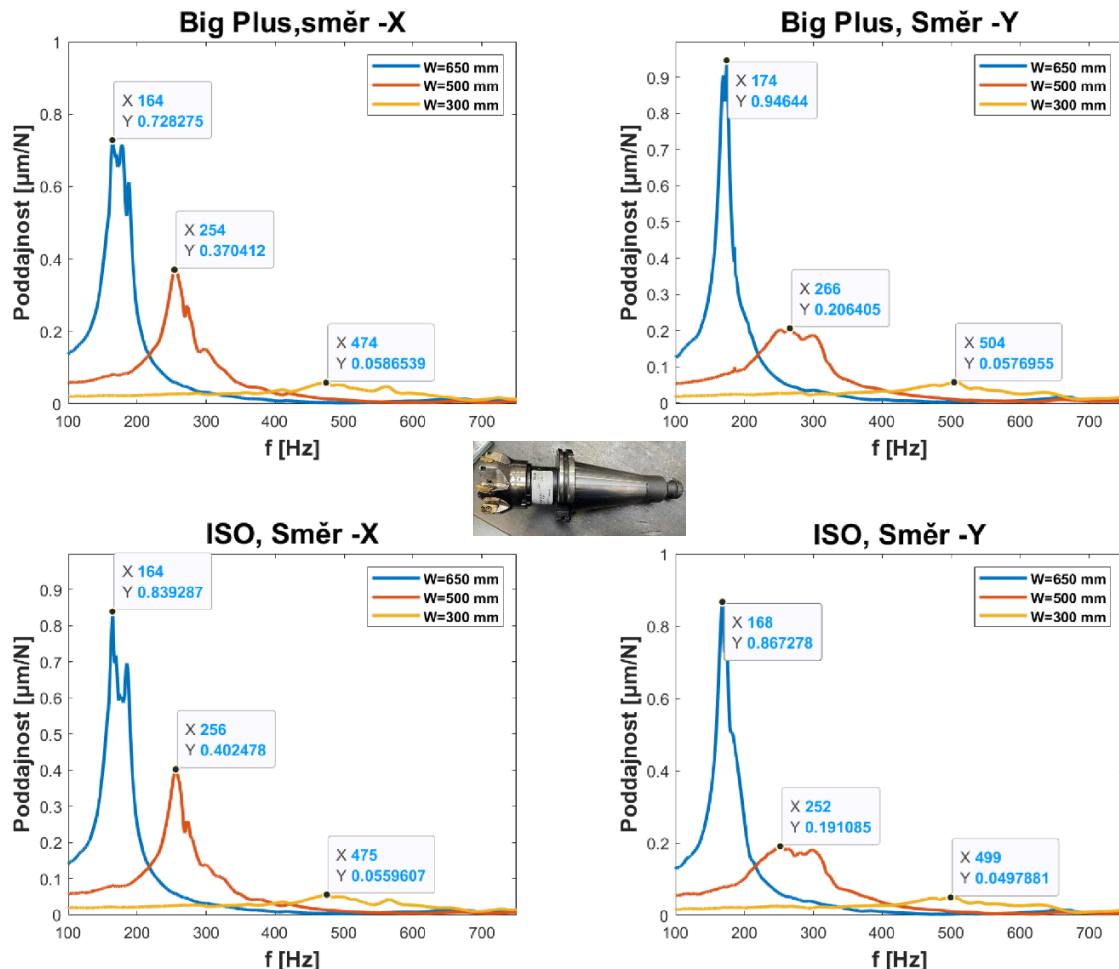 Big Plus,směr -X
1
0.8
0.6
0.4
0.2
0
100
200
300
400
500
600
700
Poddajnost [µm/N]
f [Hz]
W=650 mm
W=500 mm
W=300 mm
X 164
Y 0.728275
X 254
Y 0.370412
X 474
Y 0.0586539
Big Plus, Směr -Y
0.9
0.8
0.7
0.6
0.5
0.4
0.3
0.2
0.1
0
100
200
300
400
500
600
700
Poddajnost [µm/N]
f [Hz]
W=650 mm
W=500 mm
W=300 mm
X 174
Y 0.94644
X 266
Y 0.206405
X 504
Y 0.0576955
ISO, Směr -X
0.9
0.8
0.7
0.6
0.5
0.4
0.3
0.2
0.1
0
100
200
300
400
500
600
700
Poddajnost [µm/N]
f [Hz]
W=650 mm
W=500 mm
W=300 mm
X 164
Y 0.839287
X 256
Y 0.402478
X 475
Y 0.0559607
ISO, Směr -Y
1
0.8
0.6
0.4
0.2
0
100
200
300
400
500
600
700
Poddajnost [µm/N]
f [Hz]
W=650 mm
W=500 mm
W=300 mm
X 168
Y 0.867278
X 252
Y 0.191085
X 499
Y 0.0497881